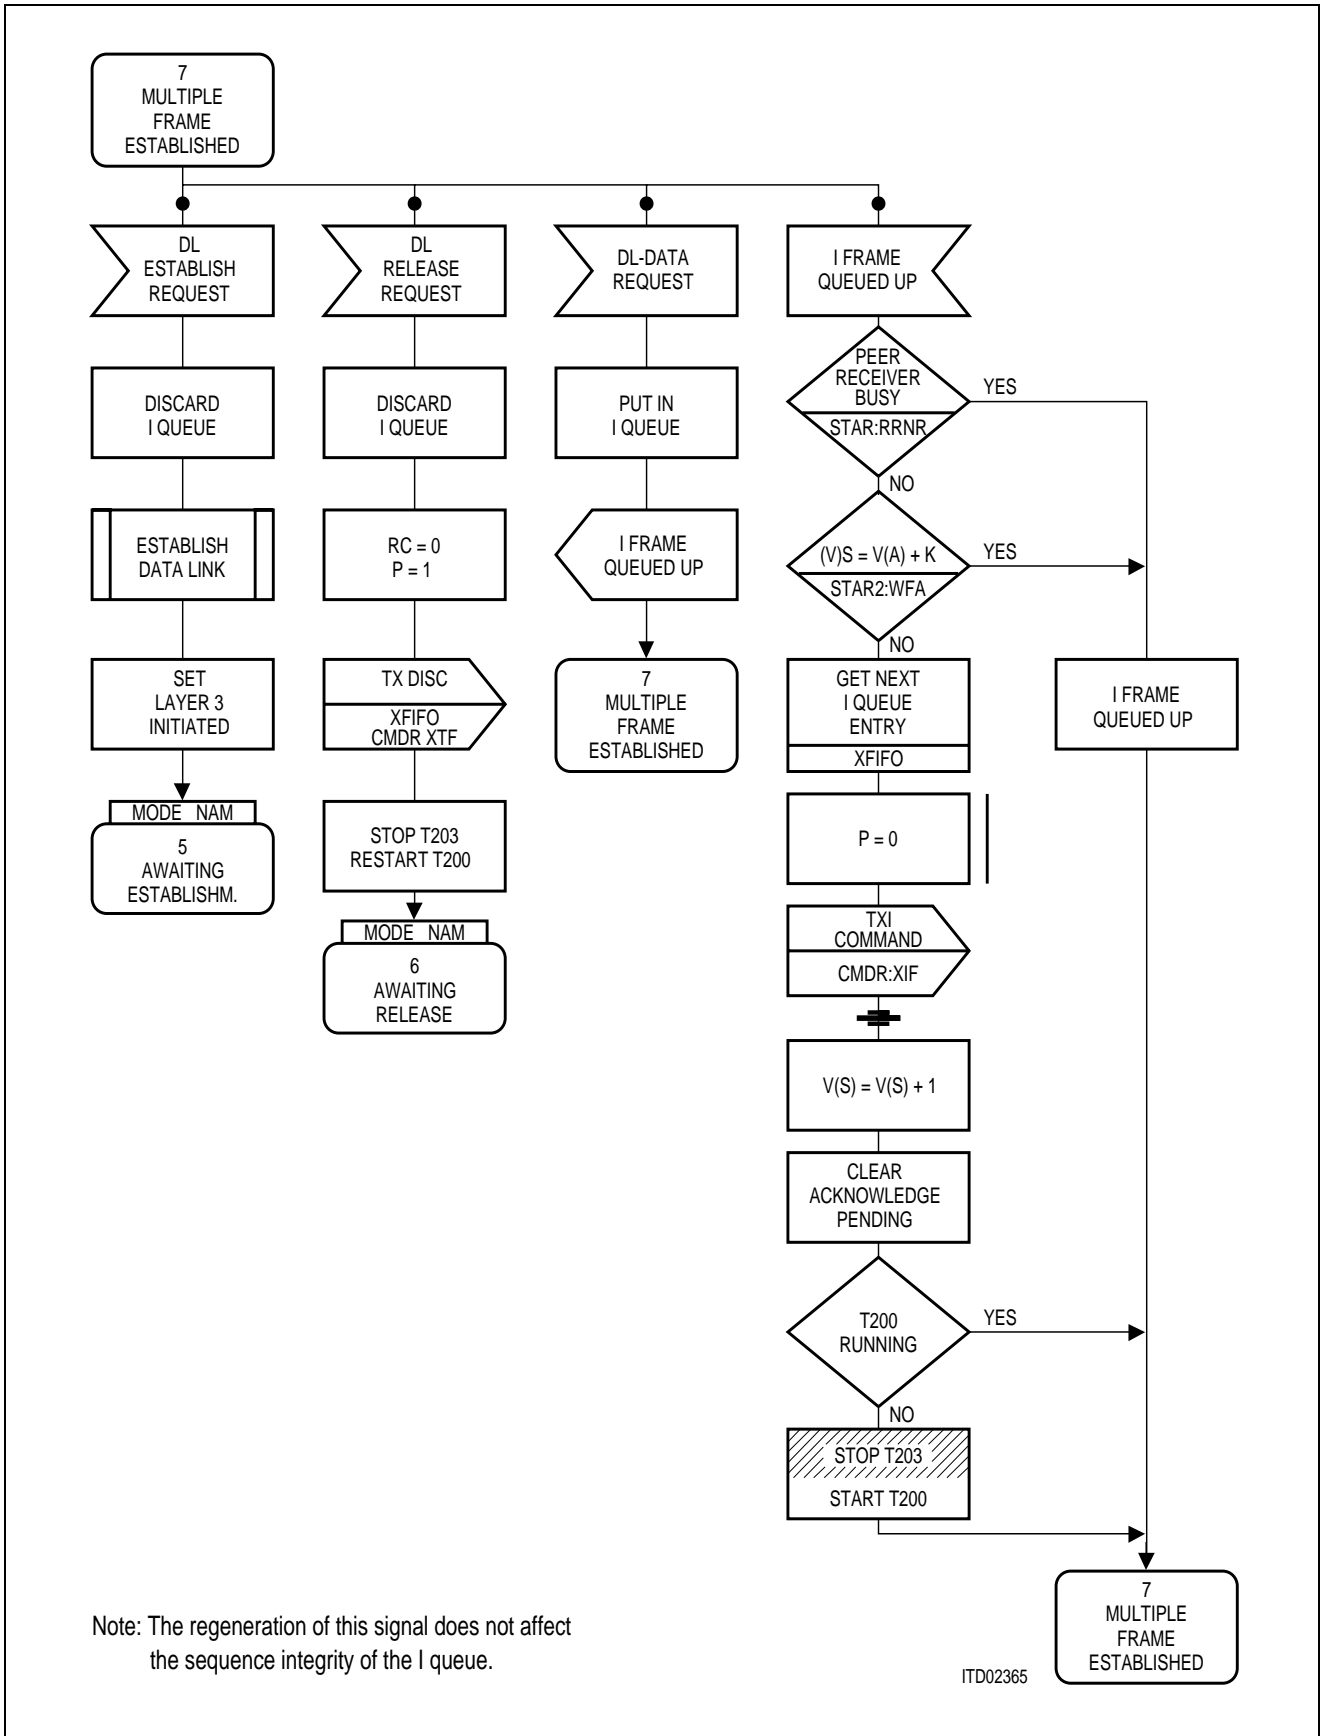 7
MULTIPLE
FRAME
ESTABLISHED
DL
ESTABLISH
REQUEST
DISCARD
I QUEUE
ESTABLISH
DATA LINK
SET
LAYER 3
INITIATED
MODE NAM
5
AWAITING
ESTABLISHM.
DL
RELEASE
REQUEST
DISCARD
I QUEUE
RC = 0
P = 1
TX DISC
XFIFO
CMDR XTF
STOP T203
RESTART T200
MODE NAM
6
AWAITING
RELEASE
DL-DATA
REQUEST
PUT IN
I QUEUE
I FRAME
QUEUED UP
7
MULTIPLE
FRAME
ESTABLISHED
I FRAME
QUEUED UP
PEER
RECEIVER
BUSY
STAR:RRNR
YES
NO
(V)S = V(A) + K
STAR2:WFA
YES
NO
GET NEXT
I QUEUE
ENTRY
XFIFO
P = 0
TXI
COMMAND
CMDR:XIF
V(S) = V(S) + 1
CLEAR
ACKNOWLEDGE
PENDING
T200
RUNNING
YES
NO
STOP T203
START T200
I FRAME
QUEUED UP
7
MULTIPLE
FRAME
ESTABLISHED
Note: The regeneration of this signal does not affect
the sequence integrity of the I queue.
ITD02365